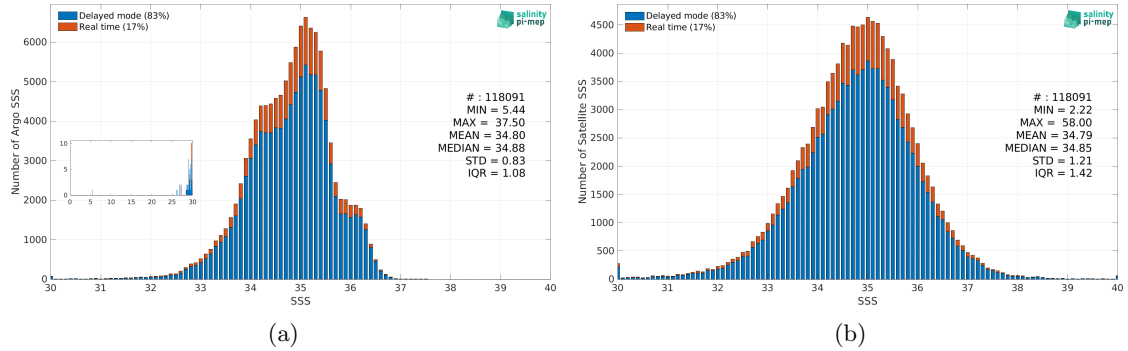 Delayed mode (83%)
Real time (17%)
salinity
pi-mep
6000
5000
4000
3000
2000
1000
0
Number of Argo SSS
# : 118091
MIN = 5.44
MAX = 37.50
MEAN = 34.80
MEDIAN = 34.88
STD = 0.83
IQR = 1.08
10
5
0
0 5 10 15 20 25 30
30 31 32 33 34 35 36 37 38 39 40
SSS
(a)
Delayed mode (83%)
Real time (17%)
salinity
pi-mep
4500
4000
3500
3000
2500
2000
1500
1000
500
0
Number of Satellite SSS
# : 118091
MIN = 2.22
MAX = 58.00
MEAN = 34.79
MEDIAN = 34.85
STD = 1.21
IQR = 1.42
30 31 32 33 34 35 36 37 38 39 40
SSS
(b)